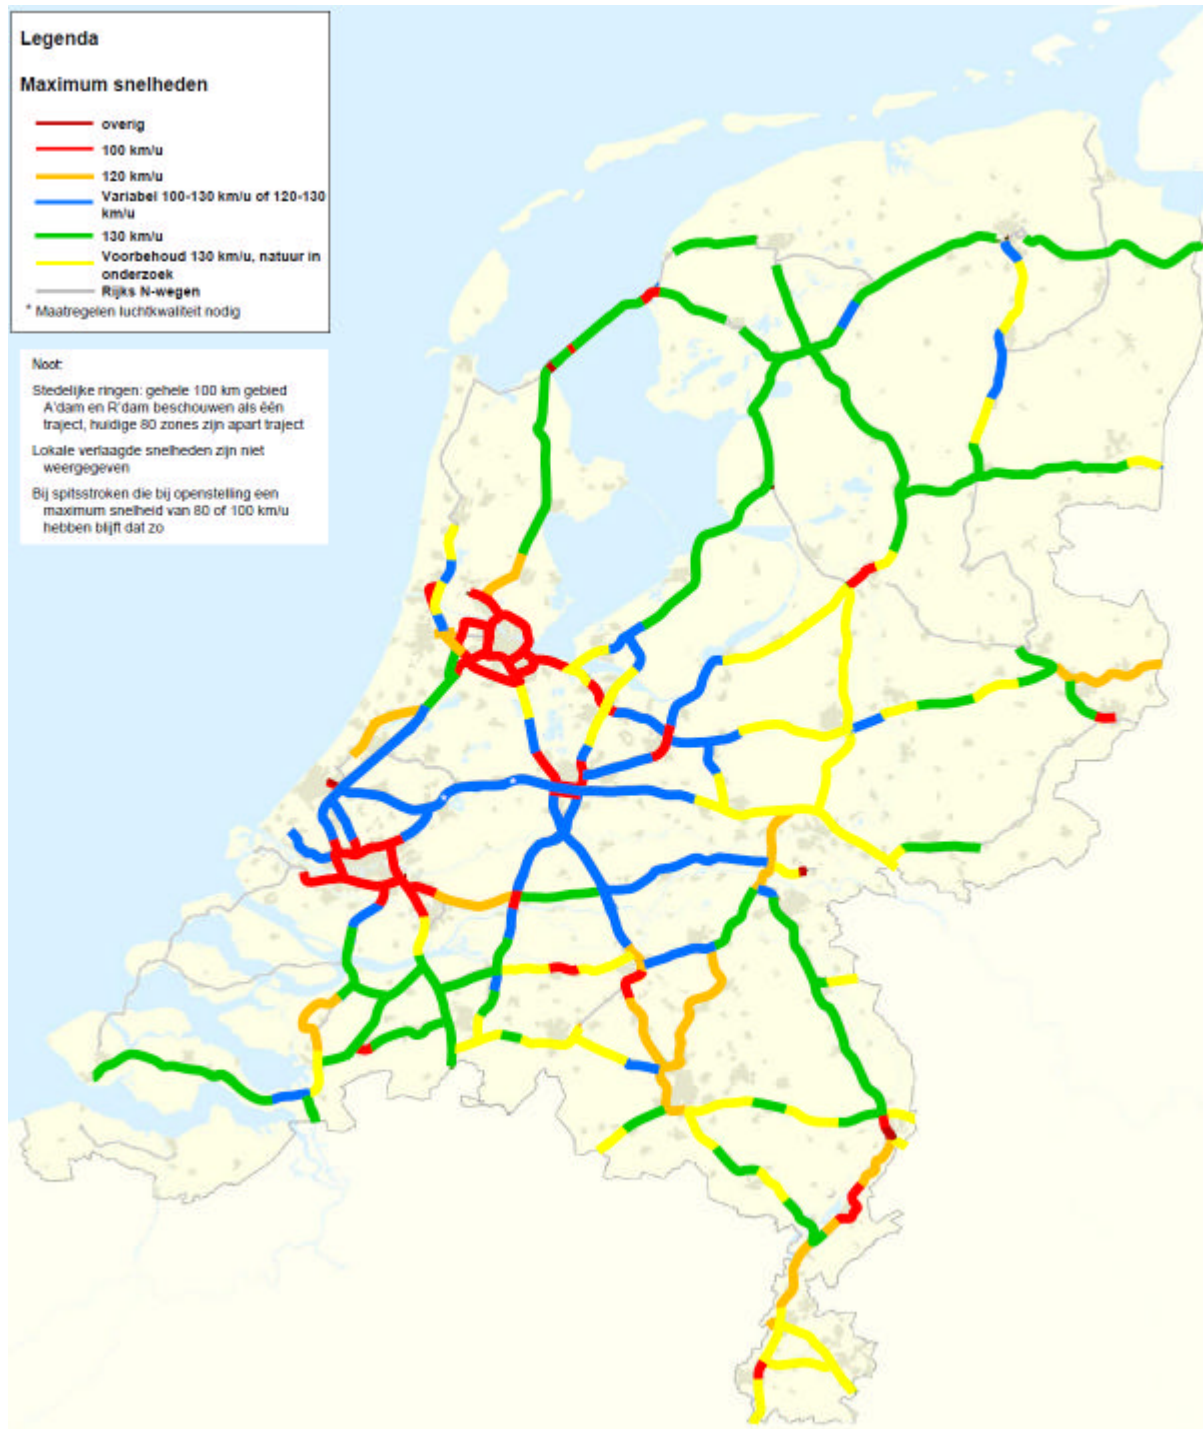 Legenda
Maximum snelheden
overig
100 km/u
120 km/u
Variabel 100-130 km/u of 120-130
km/u
130 km/u
Voorbehoud 130 km/u, natuur in
onderzoek
Rijks N-wegen
* Maatregelen luchtkwaliteit nodig
Noot:
Stedelijke ringen: gehele 100 km gebied
A'dam en R'dam beschouwen als één
traject, huidige 80 zones zijn apart traject
Lokale verlaagde snelheden zijn niet
weergegeven
Bij spitsstroken die bij openstelling een
maximum snelheid van 80 of 100 km/u
hebben blijft dat zo